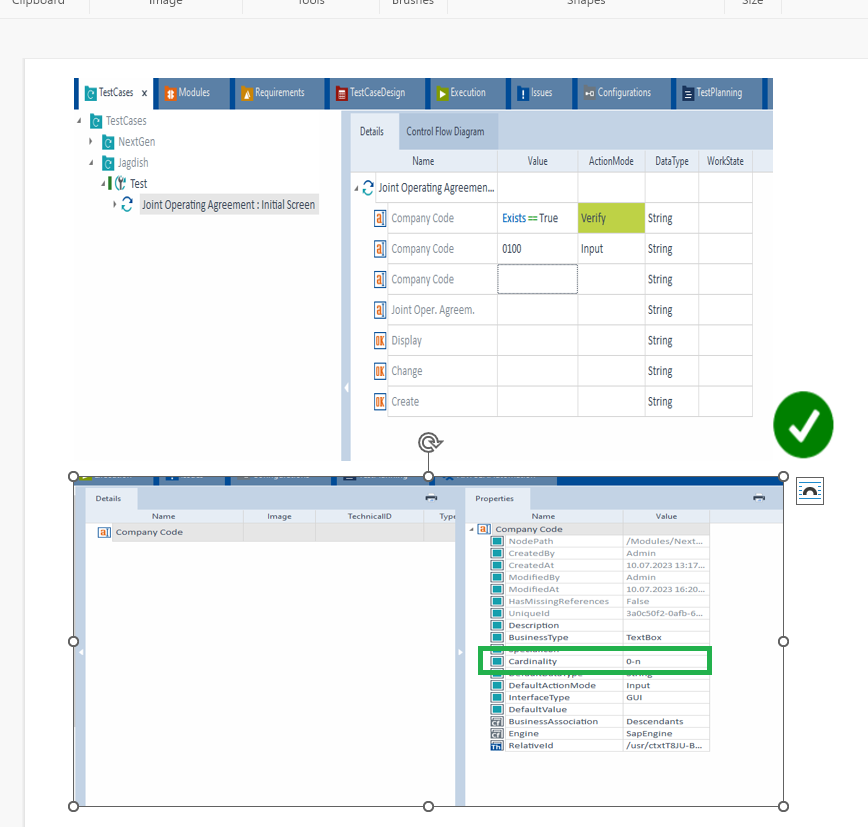 Clipboard Image Tools Brushes Shapes Size
TestCases x Modules Requirements TestCaseDesign Execution Issues Configurations TestPlanning
TestCases
NextGen
Jagdish
Test
Joint Operating Agreement : Initial Screen
Details Control Flow Diagram
Name Value ActionMode DataType WorkState
Joint Operating Agreemen...
Company Code Exists == True Verify String
Company Code 0100 Input String
Company Code String
Joint Oper. Agreem. String
Display String
Change String
Create String
Details
Name Image TechnicalID Type
Company Code
Properties
Name Value
Company Code
NodePath /Modules/Next...
CreatedBy Admin
CreatedAt 10.07.2023 13:17...
ModifiedBy Admin
ModifiedAt 10.07.2023 16:20...
HasMissingReferences False
UniqueId 3a0c50f2-0afb-6...
Description
BusinessType TextBox
Cardinality 0-n
DefaultActionMode Input
InterfaceType GUI
DefaultValue
BusinessAssociation Descendants
Engine SapEngine
RelativeId /usr/ctxtT8JU-B...